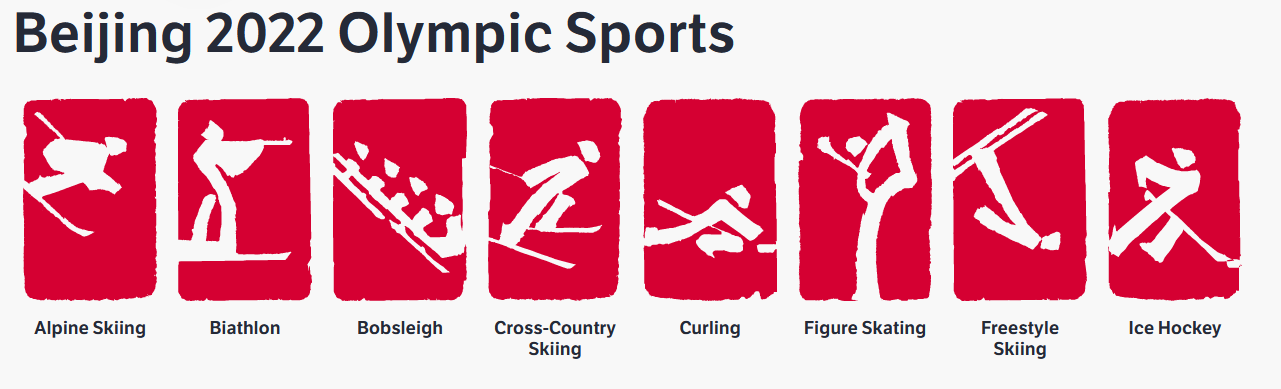 Beijing 2022 Olympic Sports
Alpine Skiing
Biathlon
Bobsleigh
Cross-Country
Skiing
Curling
Figure Skating
Freestyle
Skiing
Ice Hockey